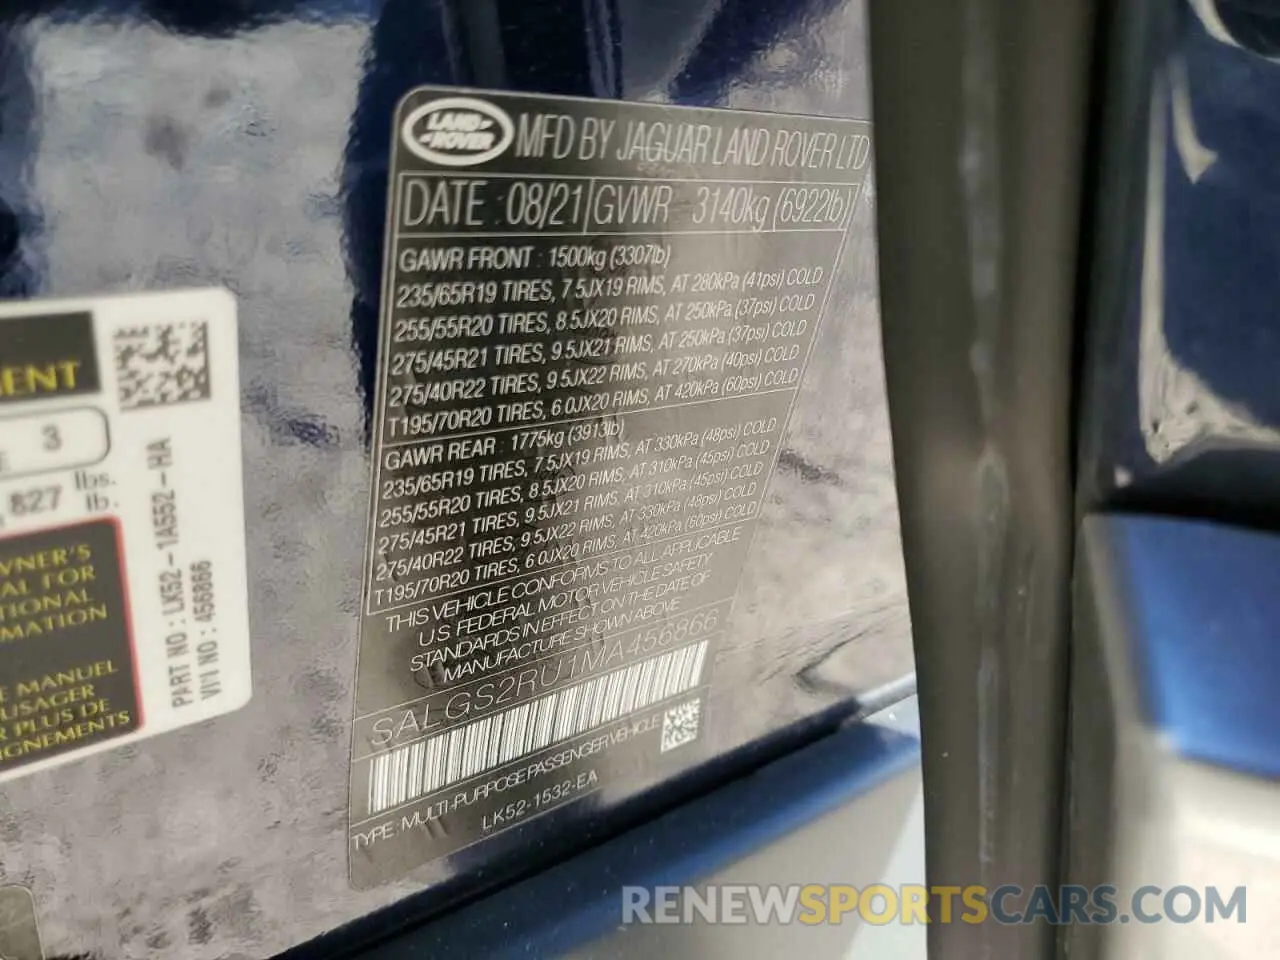 LAND
ROVER
MFD BY JAGUAR LAND ROVER LTD
DATE : 08/21 GVWR 3140kg (6922lb)
GAWR FRONT : 1500kg (3307lb)
235/65R19 TIRES, 7.5JX19 RIMS, AT 280kPa (41psi) COLD
255/55R20 TIRES, 8.5JX20 RIMS, AT 250kPa (37psi) COLD
275/45R21 TIRES, 9.5JX21 RIMS, AT 250kPa (37psi) COLD
275/40R22 TIRES, 9.5JX22 RIMS, AT 270kPa (40psi) COLD
T195/70R20 TIRES, 6.0JX20 RIMS, AT 420kPa (60psi) COLD
GAWR REAR : 1775kg (3913lb)
235/65R19 TIRES, 7.5JX19 RIMS, AT 330kPa (48psi) COLD
255/55R20 TIRES, 8.5JX20 RIMS, AT 310kPa (45psi) COLD
275/45R21 TIRES, 9.5JX21 RIMS, AT 310kPa (45psi) COLD
275/40R22 TIRES, 9.5JX22 RIMS, AT 330kPa (48psi) COLD
T195/70R20 TIRES, 6.0JX20 RIMS, AT 420kPa (60psi) COLD
THIS VEHICLE CONFORMS TO ALL APPLICABLE
U.S. FEDERAL MOTOR VEHICLE SAFETY
STANDARDS IN EFFECT ON THE DATE OF
MANUFACTURE SHOWN ABOVE
SALGS2RU1MA456866
TYPE: MULTI-PURPOSE PASSENGER VEHICLE
LK52-1532-EA
3
827 lbs.
lb.
PART NO : LK52-1A552-HA
VIN NO : 456866
MANUEL
PLUS DE
RENEWSPORTSCARS.COM